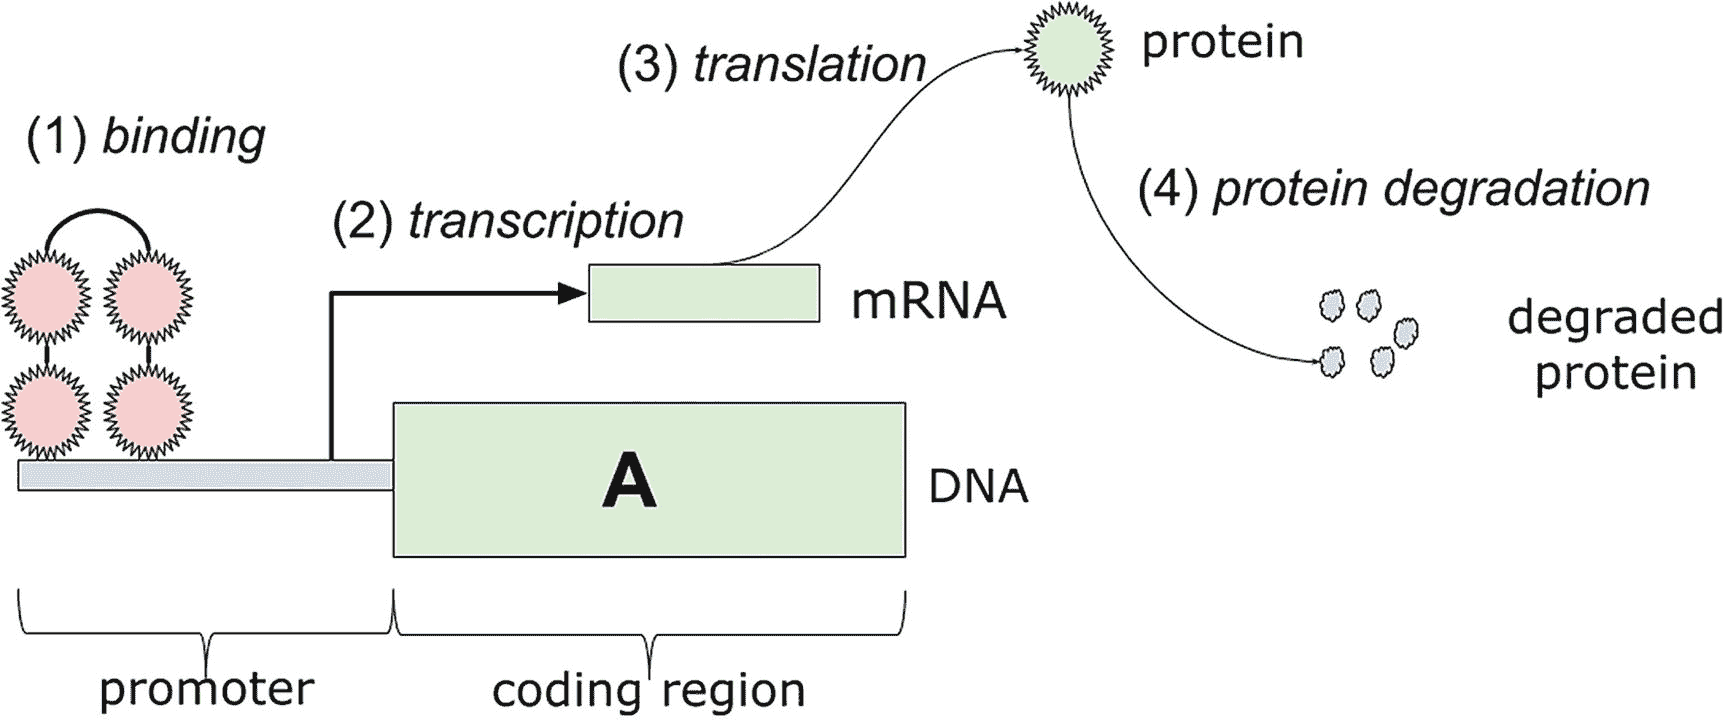 (3) translation
protein
(1) binding
(4) protein degradation
(2) transcription
mRNA
degraded
protein
A
DNA
promoter
coding region